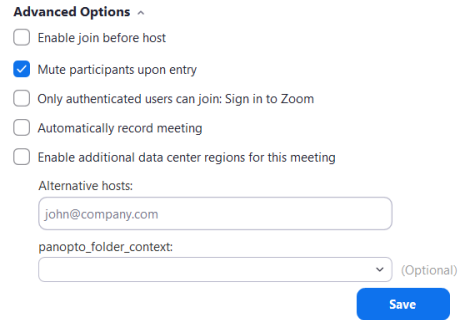 Advanced Options
Enable join before host
Mute participants upon entry
Only authenticated users can join: Sign in to Zoom
Automatically record meeting
Enable additional data center regions for this meeting
Alternative hosts:
john@company.com
panopto_folder_context:
(Optional)
Save